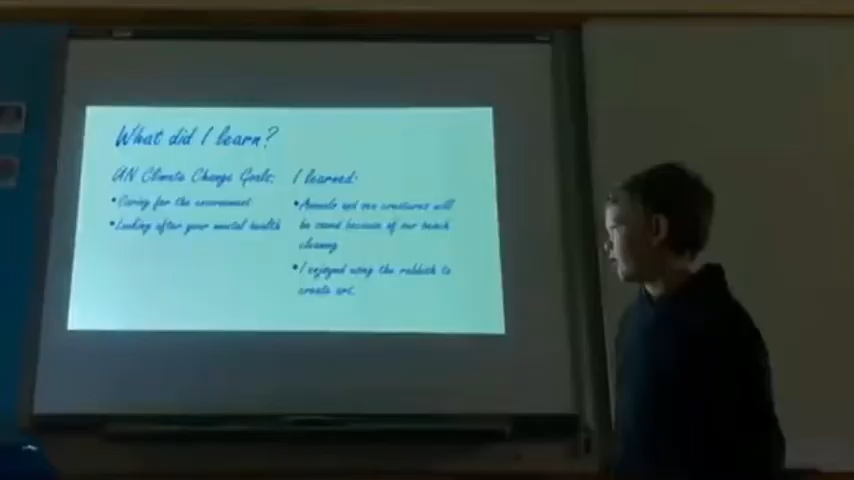 What did I learn?
UN Climate Change Goals:
• Caring for the environment
• Looking after your mental health
I learned:
• Animals and sea creatures will
be saved because of our beach
cleaning
• I enjoyed using the rubbish to
create art.